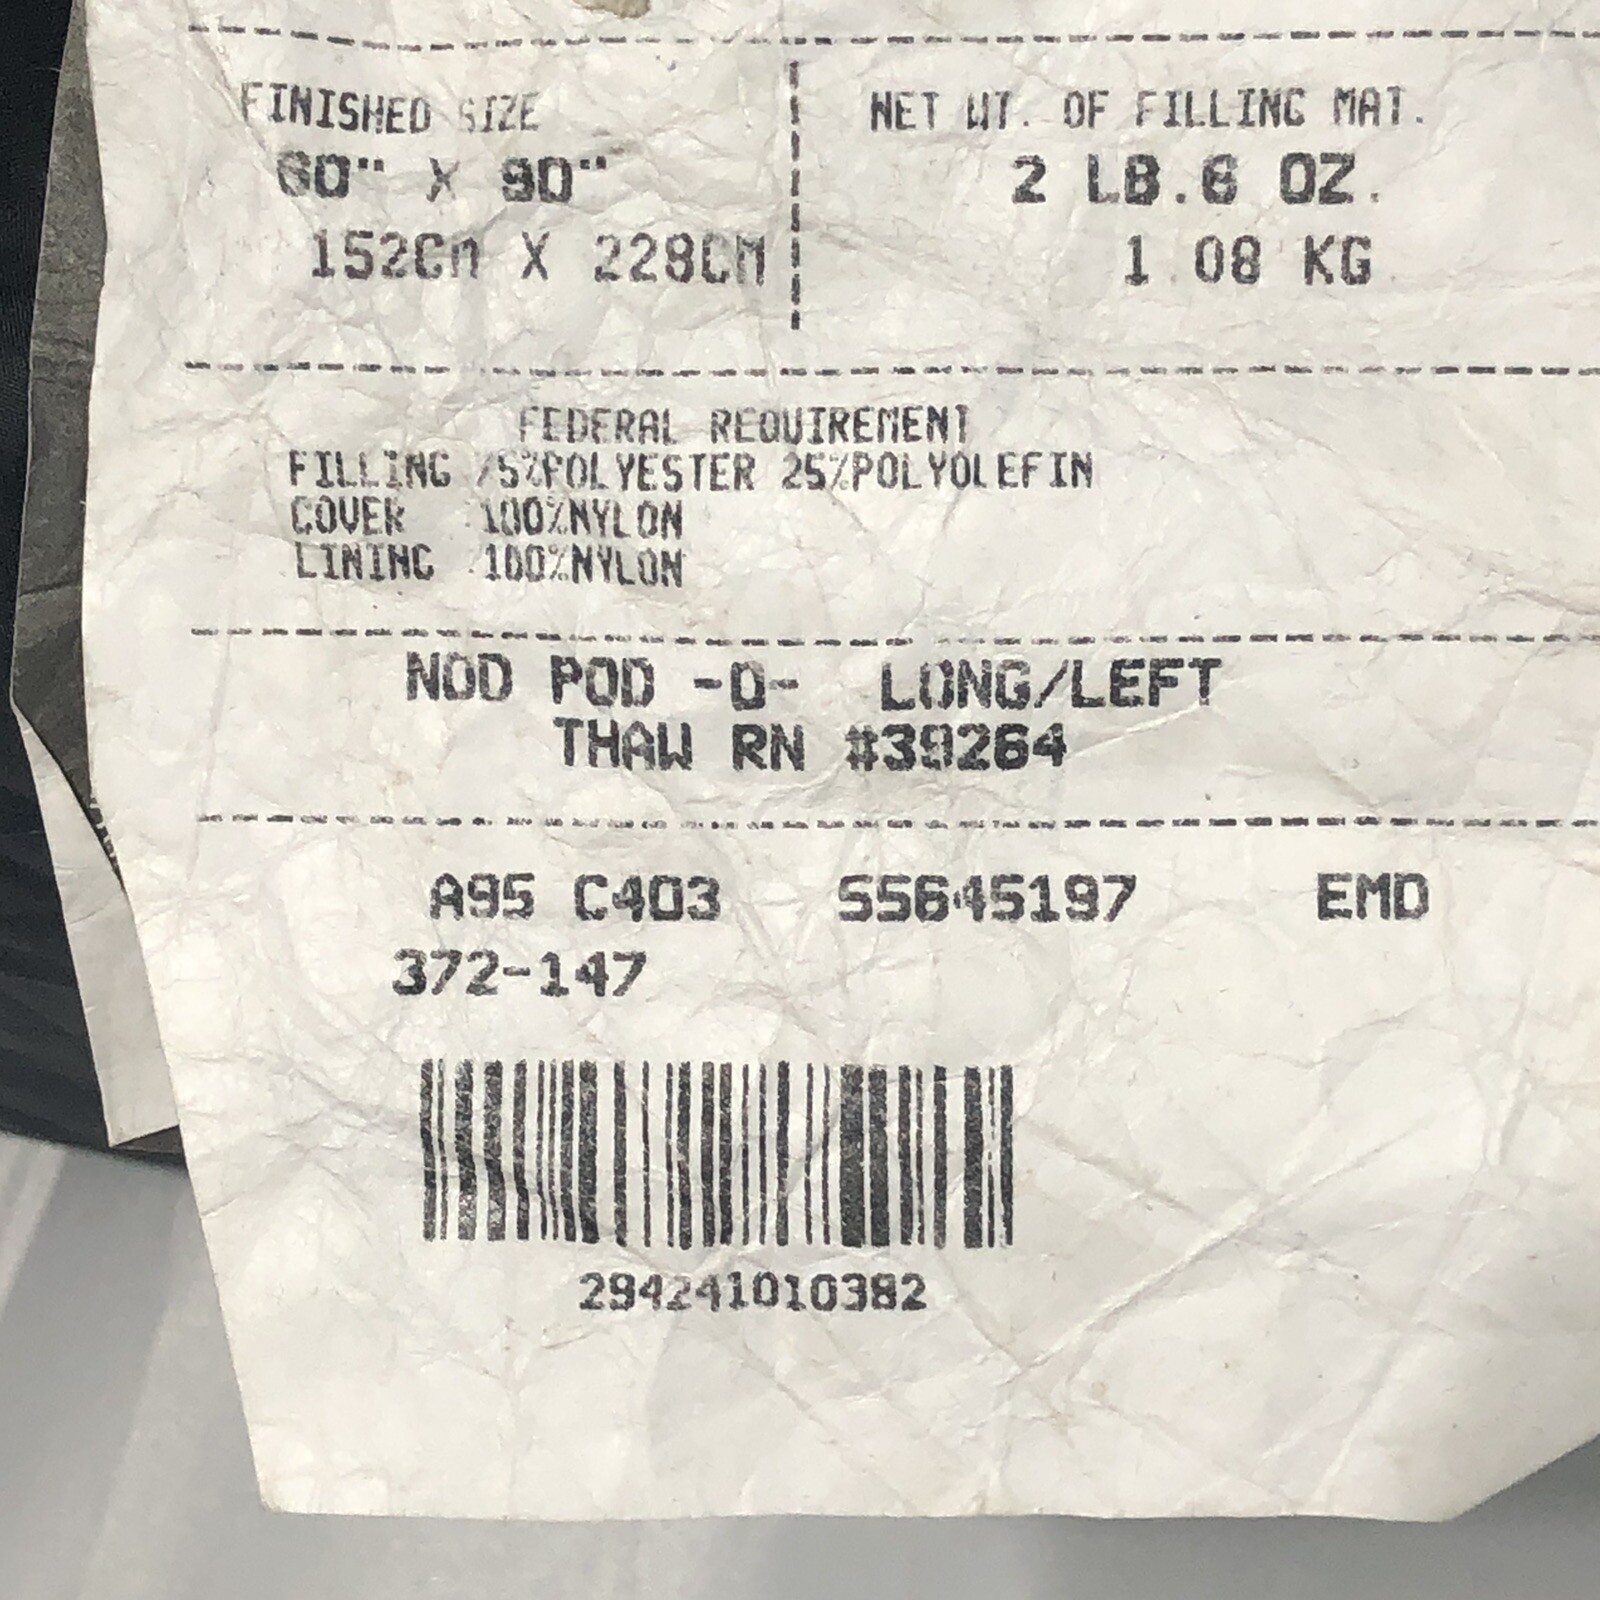 FINISHED SIZE
60" X 90"
152CM X 228CM
NET WT. OF FILLING MAT.
2 LB.6 OZ.
1.08 KG
FEDERAL REQUIREMENT
FILLING 75%POLYESTER 25%POLYOLEFIN
COVER 100%NYLON
LINING 100%NYLON
NOD POD -0- LONG/LEFT
THAW RN #39264
A95 C403 S5645197 EMD
372-147
294241010382